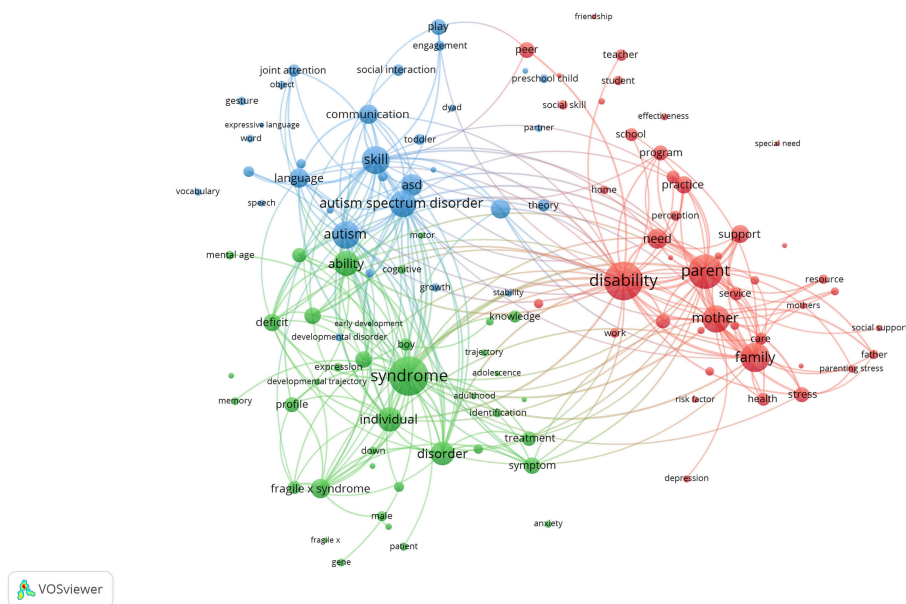 friendship
play
engagement
peer
teacher
joint attention
social interaction
object
preschool child
student
gesture
dyad
social skill
communication
effectiveness
expressive language
partner
word
toddler
school
special need
skill
program
language
asd
practice
vocabulary
home
speech
autism spectrum disorder
theory
perception
autism
motor
need
support
mental age
ability
cognitive
disability
parent
resource
growth
stability
service
mothers
deficit
early development
knowledge
mother
social support
developmental disorder
work
boy
care
trajectory
family
father
expression
syndrome
adolescence
parenting stress
developmental trajectory
memory
profile
adulthood
risk factor
health
stress
individual
identification
treatment
down
disorder
symptom
depression
fragile x syndrome
male
anxiety
fragile x
patient
gene
VOSviewer